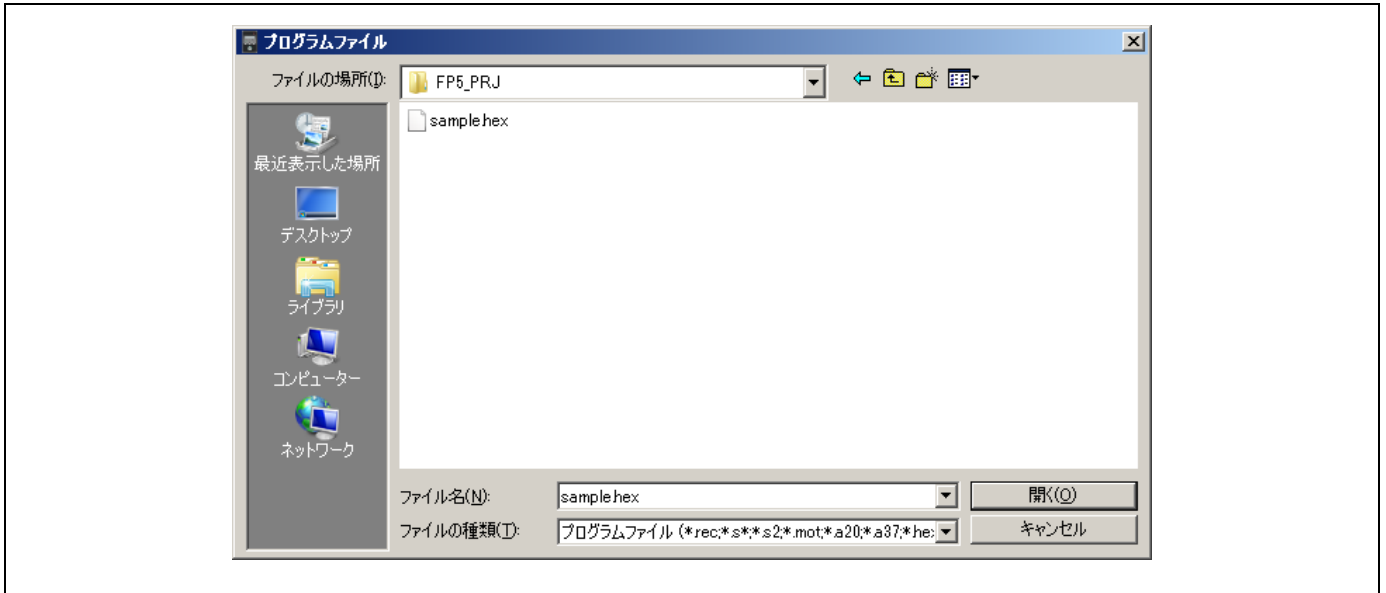 プログラムファイル
ファイルの場所(I):
FP5_PRJ
sample.hex
最近表示した場所
デスクトップ
ライブラリ
コンピューター
ネットワーク
ファイル名(N):
sample.hex
開く(O)
ファイルの種類(T):
プログラムファイル (*.rec;*.s*;*.s2;*.mot;*.a20;*.a37;*.he
キャンセル